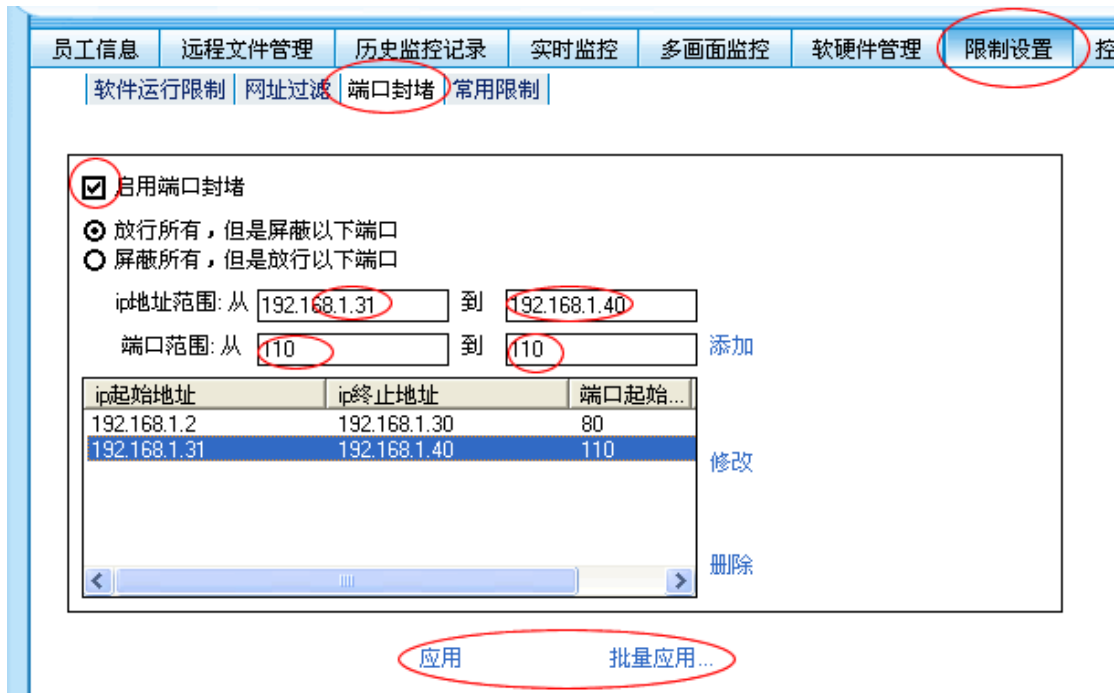 员工信息 远程文件管理 历史监控记录 实时监控 多画面监控 软硬件管理 限制设置 控
软件运行限制 网址过滤 端口封堵 常用限制
启用端口封堵
放行所有，但是屏蔽以下端口
屏蔽所有，但是放行以下端口
ip地址范围: 从 192.168.1.31 到 192.168.1.40
端口范围: 从 110 到 110 添加
ip起始地址 ip终止地址 端口起始...
192.168.1.2 192.168.1.30 80
192.168.1.31 192.168.1.40 110
修改
删除
应用 批量应用...